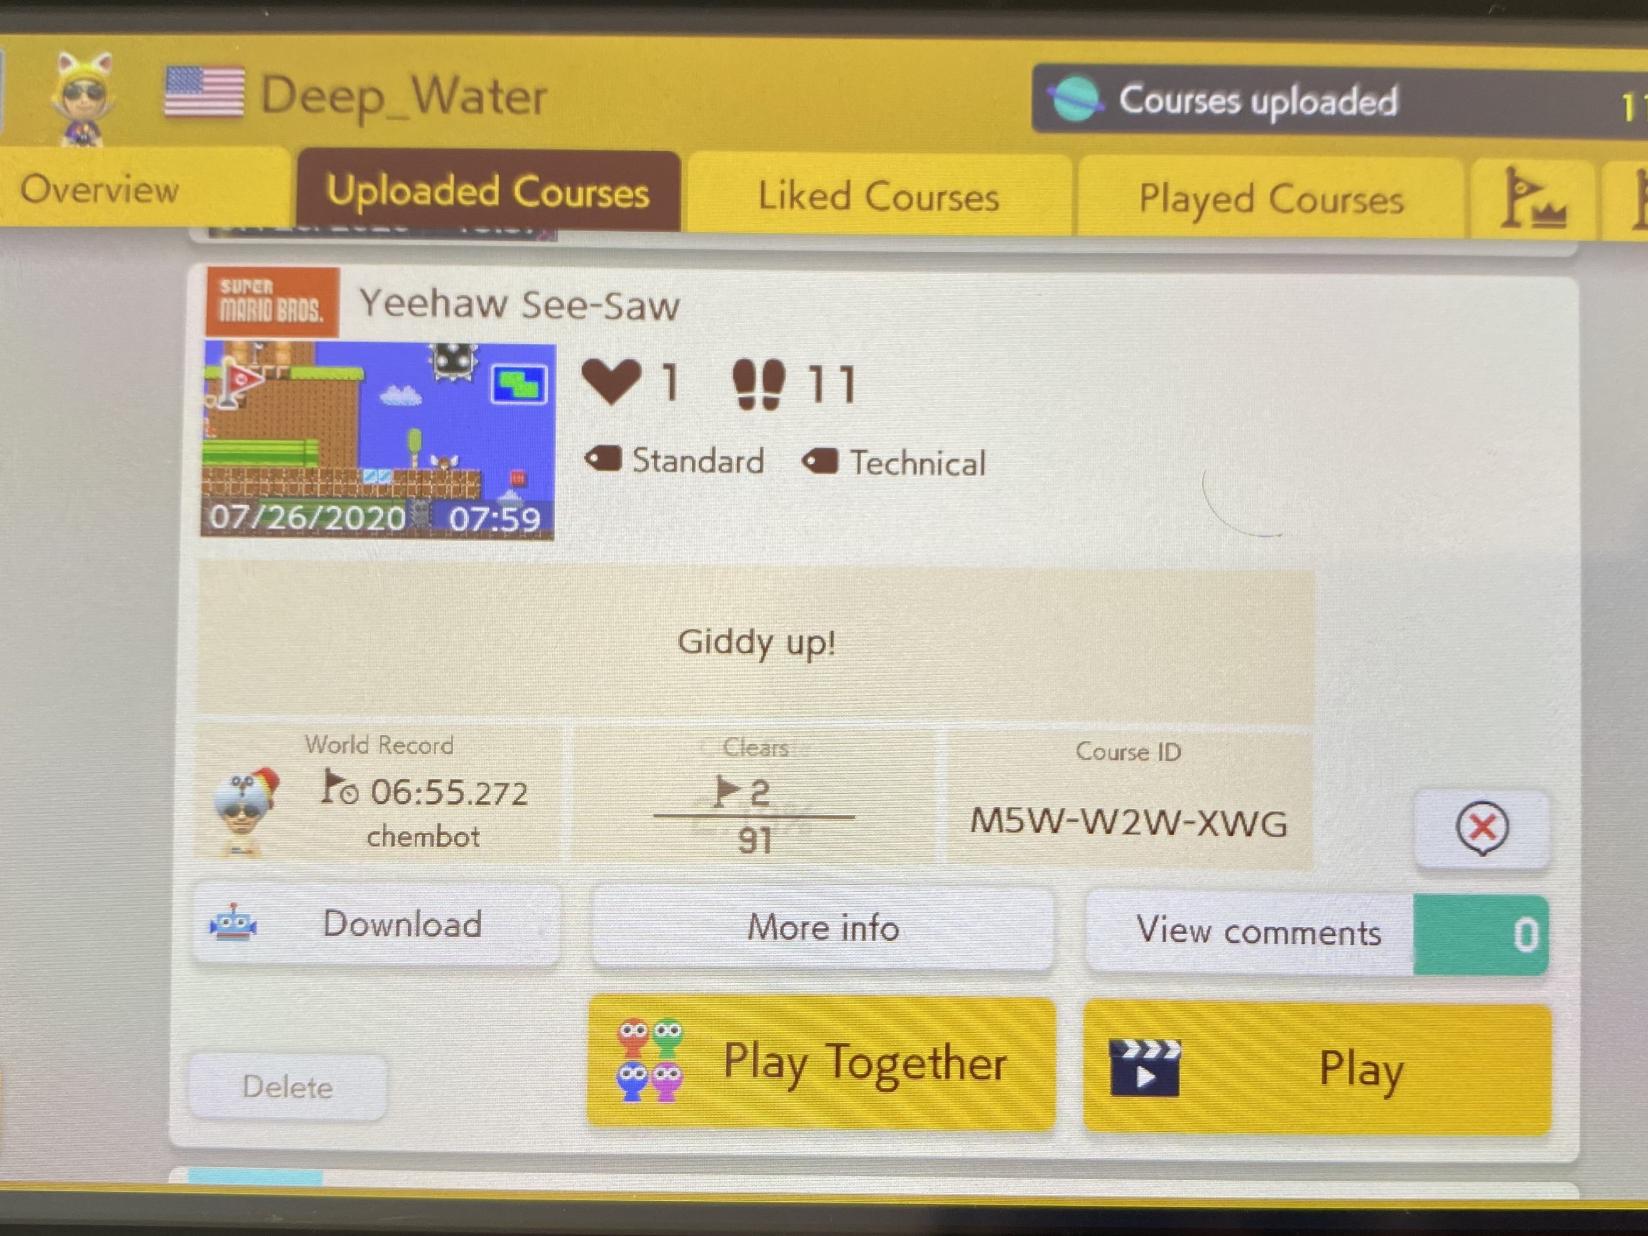 Deep_Water
Courses uploaded
Overview
Uploaded Courses
Liked Courses
Played Courses
SUPER
MARIO BROS.
Yeehaw See-Saw
1
11
Standard
Technical
07/26/2020 07:59
Giddy up!
World Record
06:55.272
chembot
Clears
2
91
Course ID
M5W-W2W-XWG
Download
More info
View comments
0
Delete
Play Together
Play